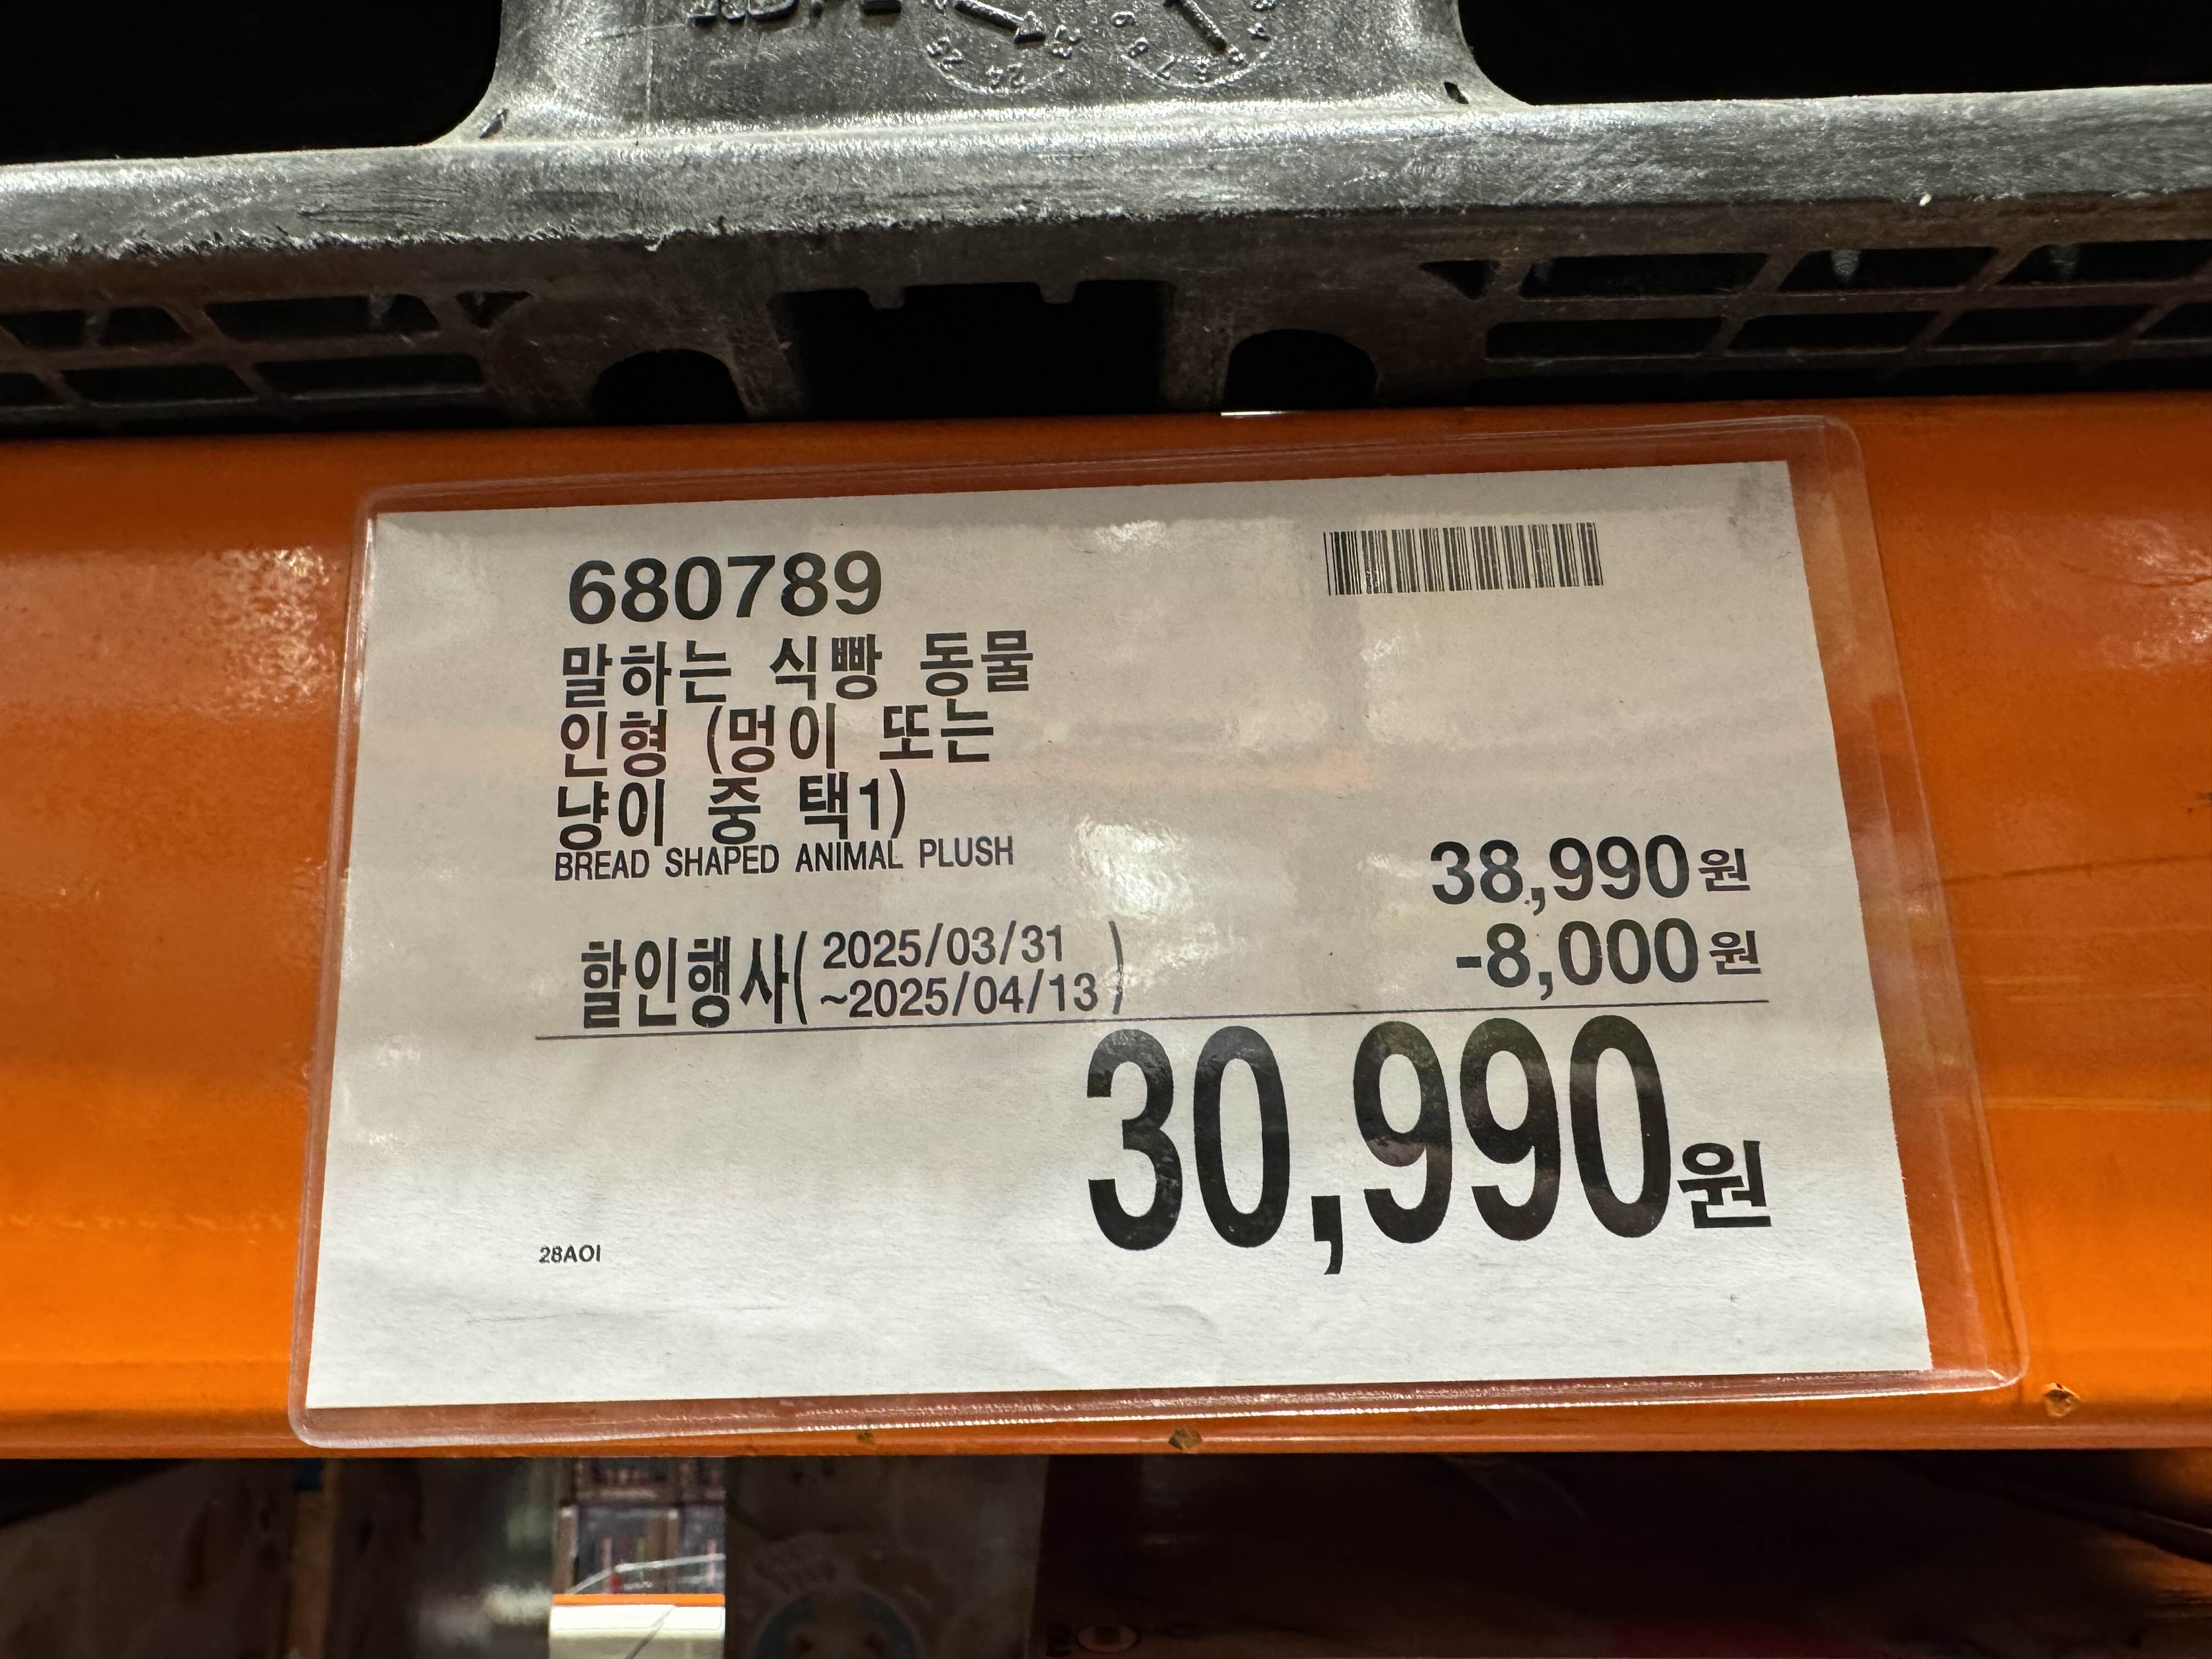 680789
말하는 식빵 동물
인형 (멍이 또는
냥이 중 택1)
BREAD SHAPED ANIMAL PLUSH
38,990원
할인행사( 2025/03/31
~2025/04/13 )
-8,000원
30,990원
28AOI